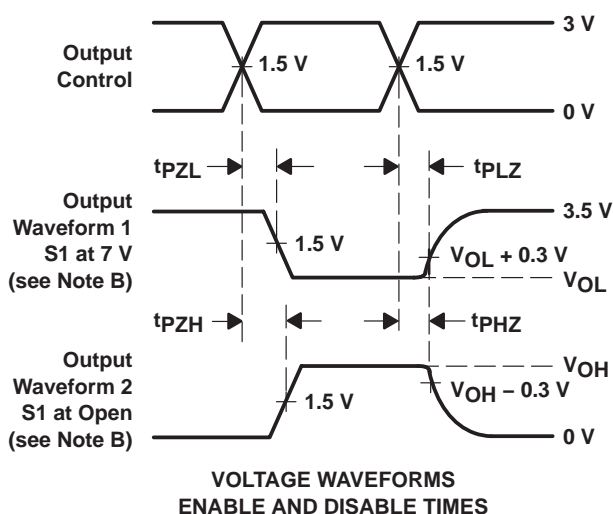 3 V
Output
Control
1.5 V
1.5 V
0 V
tPZL
tPLZ
Output
Waveform 1
S1 at 7 V
(see Note B)
3.5 V
1.5 V
VOL + 0.3 V
VOL
tPZH
tPHZ
Output
Waveform 2
S1 at Open
(see Note B)
VOH
VOH – 0.3 V
1.5 V
0 V
VOLTAGE WAVEFORMS
ENABLE AND DISABLE TIMES